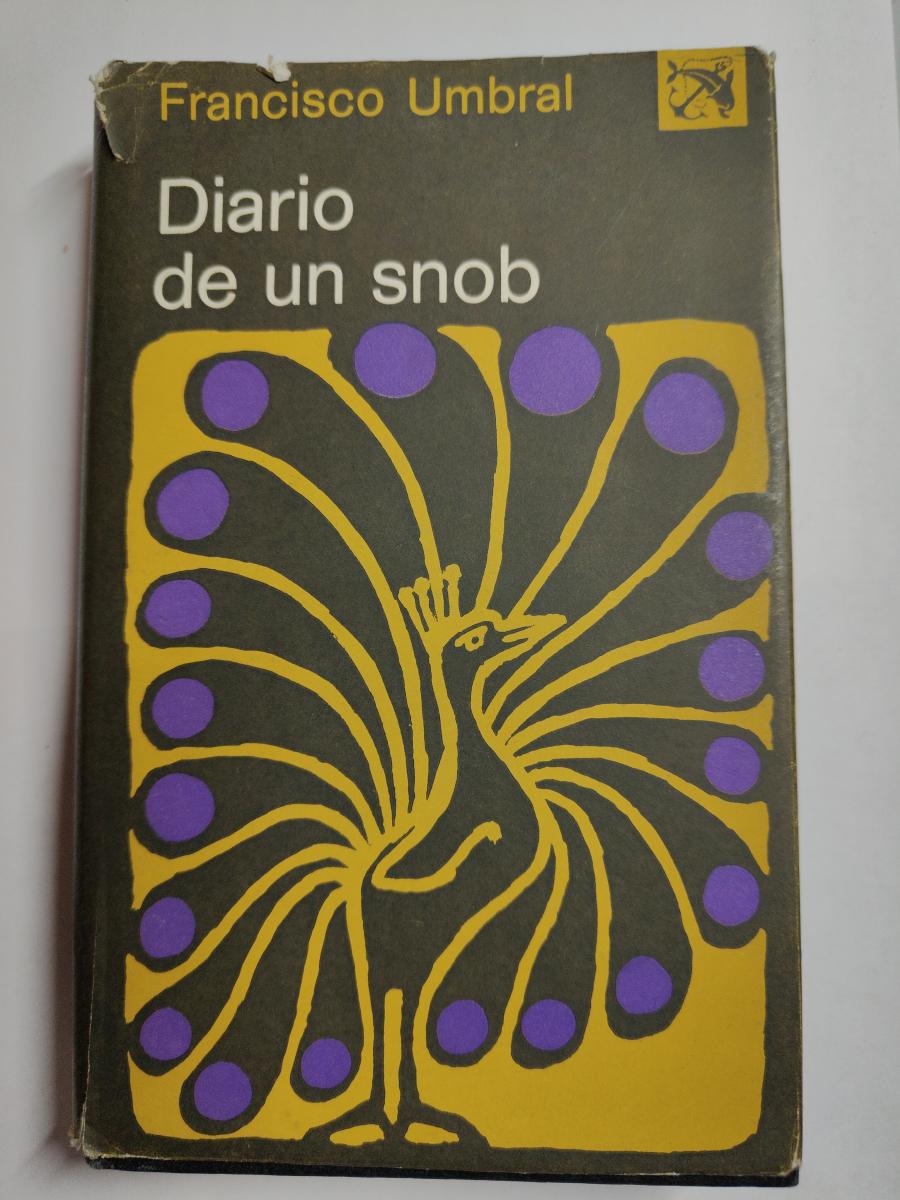 Francisco Umbral
Diario
de un snob